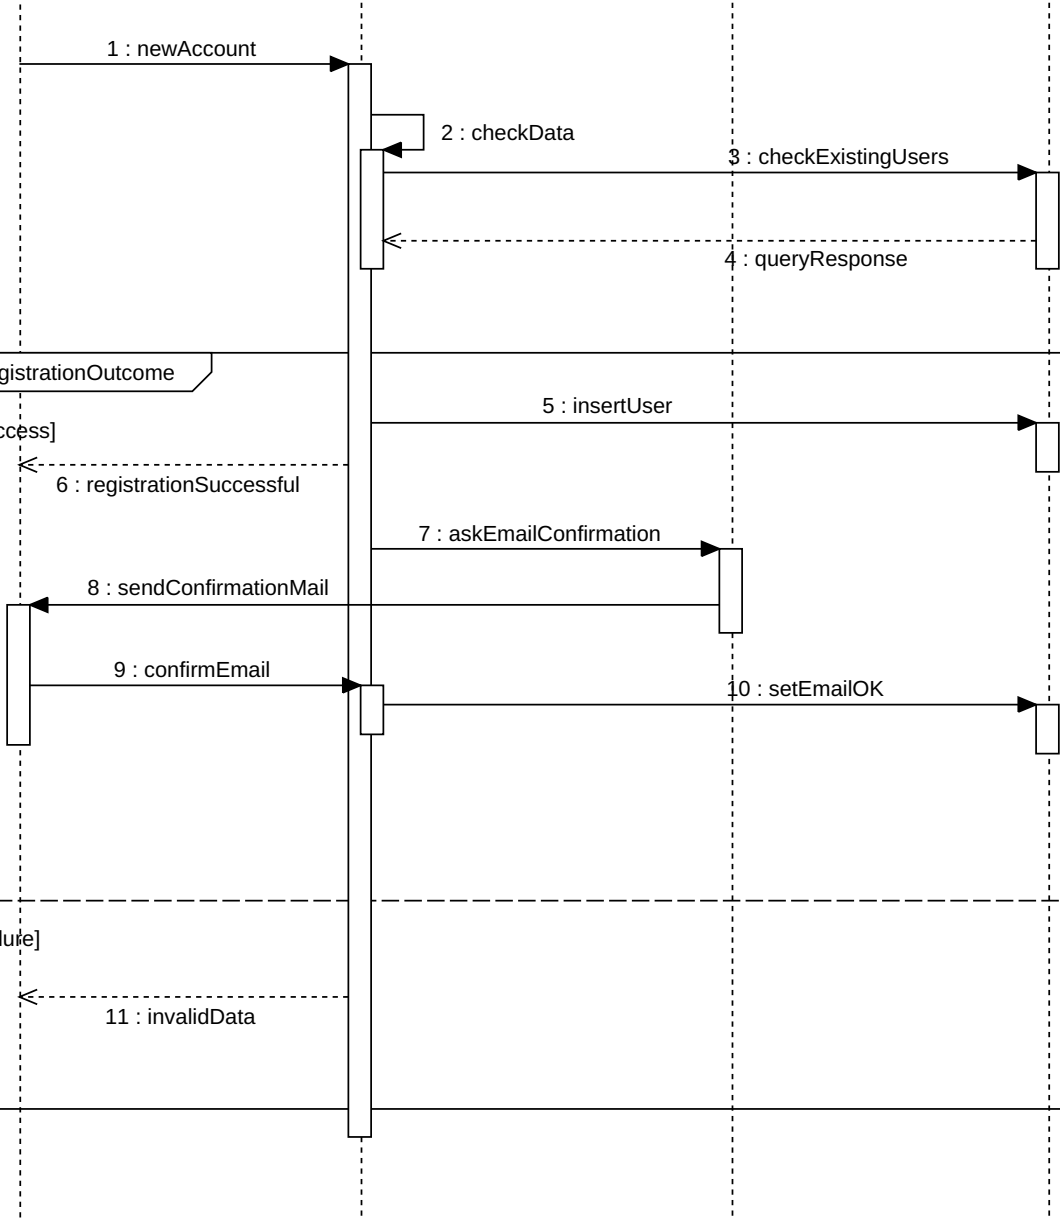 1 : newAccount
2 : checkData
3 : checkExistingUsers
4 : queryResponse
gistrationOutcome
5 : insertUser
ccess]
6 : registrationSuccessful
7 : askEmailConfirmation
8 : sendConfirmationMail
9 : confirmEmail
10 : setEmailOK
lure]
11 : invalidData